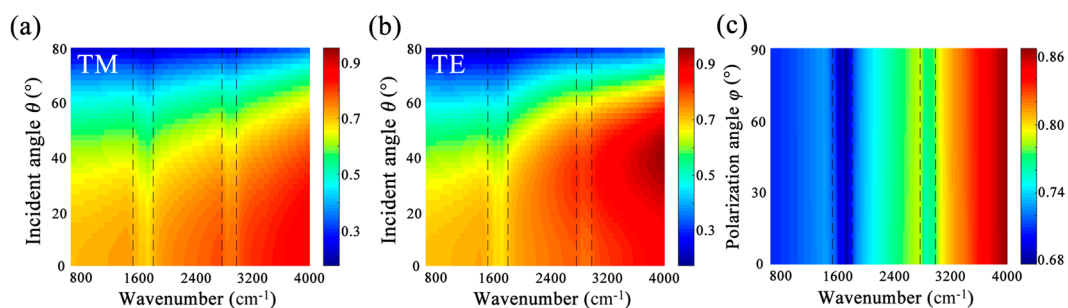 (a)
TM
Incident angle θ (°)
80
60
40
20
0
800 1600 2400 3200 4000
Wavenumber (cm⁻¹)
0.9
0.7
0.5
0.3
(b)
TE
Incident angle θ (°)
80
60
40
20
0
800 1600 2400 3200 4000
Wavenumber (cm⁻¹)
0.9
0.7
0.5
0.3
(c)
Polarization angle φ (°)
90
60
30
0
800 1600 2400 3200 4000
Wavenumber (cm⁻¹)
0.86
0.80
0.74
0.68